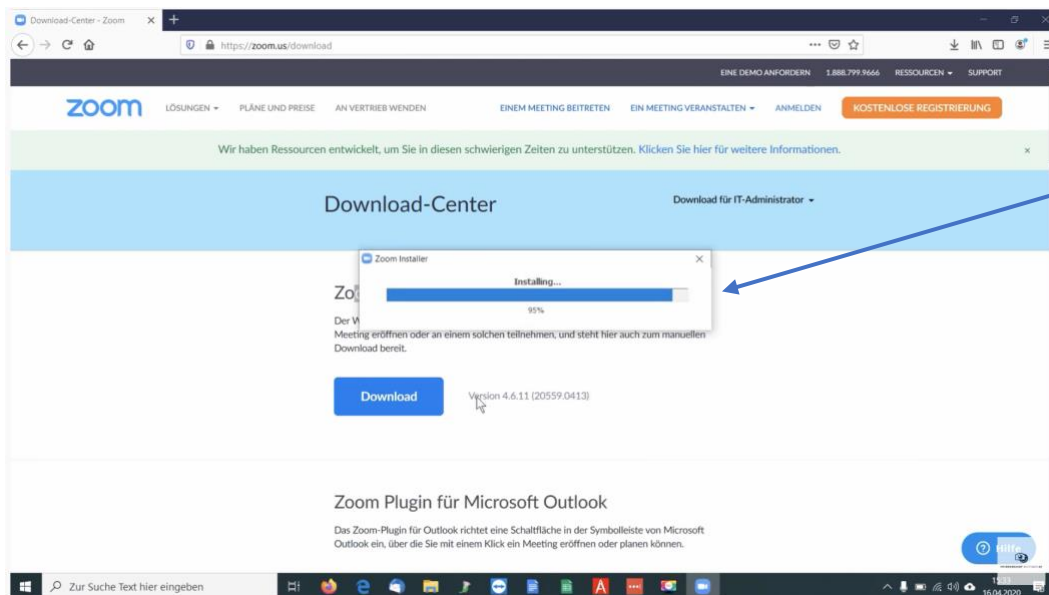 Download-Center - Zoom
https://zoom.us/download
EINE DEMO ANFORDERN 1.888.799.9666 RESSOURCEN SUPPORT
zoom LÖSUNGEN PLÄNE UND PREISE AN VERTRIEB WENDEN EINEM MEETING BEITRETEN EIN MEETING VERANSTALTEN ANMELDEN KOSTENLOSE REGISTRIERUNG
Wir haben Ressourcen entwickelt, um Sie in diesen schwierigen Zeiten zu unterstützen. Klicken Sie hier für weitere Informationen.
Download-Center Download für IT-Administrator
Zoom Installer
Installing...
95%
Der
Meeting eröffnen oder an einem solchen teilnehmen, und steht hier auch zum manuellen
Download bereit.
Download Version 4.6.11 (20559.0413)
Zoom Plugin für Microsoft Outlook
Das Zoom-Plugin für Outlook richtet eine Schaltfläche in der Symbolleiste von Microsoft
Outlook ein, über die Sie mit einem Klick ein Meeting eröffnen oder planen können.
Hilfe
Zur Suche Text hier eingeben
15:33
16.04.2020